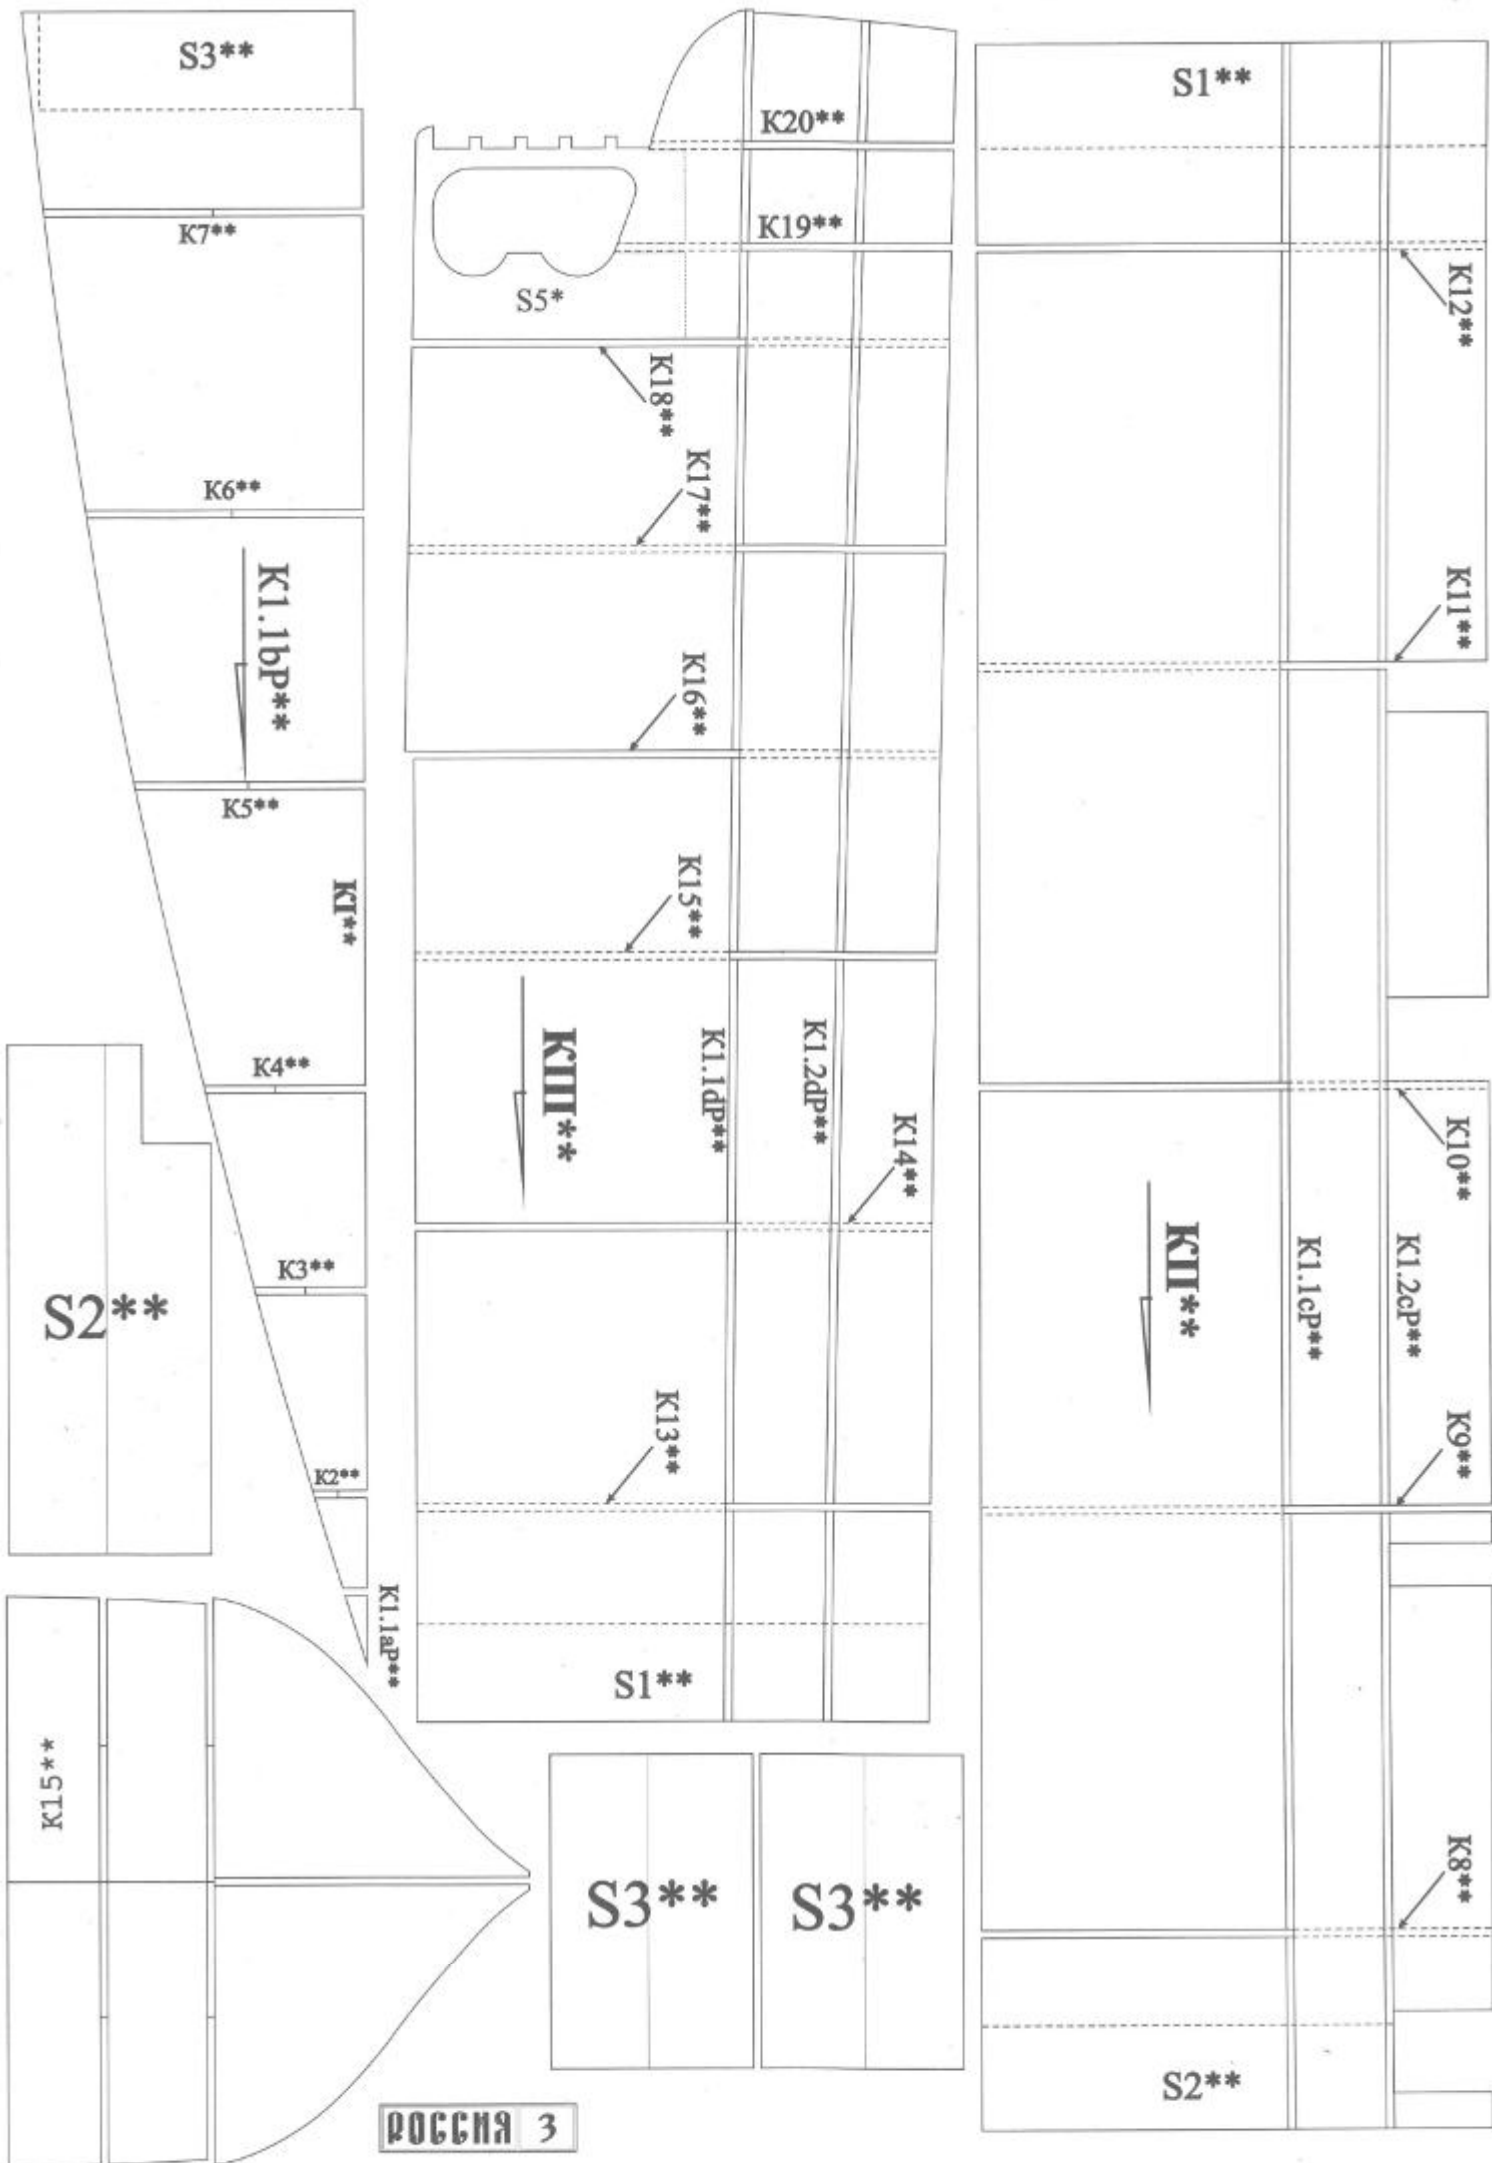 S3**
S1**
K20**
K7**
K19**
K12**
S5*
K18**
K17**
K6**
K11**
K1.1bP**
K16**
K5**
K15**
KI**
K1.1dP**
K1.2dP**
KIII**
K4**
K14**
K10**
KII**
K1.1cP**
K1.2cP**
K3**
S2**
K13**
K9**
K2**
K1.1aP**
S1**
K15**
S3**
S3**
K8**
S2**
РОССИЯ 3